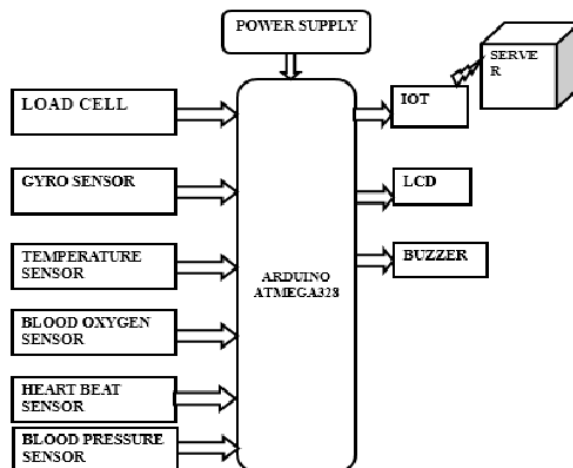 POWER SUPPLY
SERVE
R
LOAD CELL
IOT
GYRO SENSOR
LCD
TEMPERATURE
SENSOR
BUZZER
ARDUINO
ATMEGA328
BLOOD OXYGEN
SENSOR
HEART BEAT
SENSOR
BLOOD PRESSURE
SENSOR